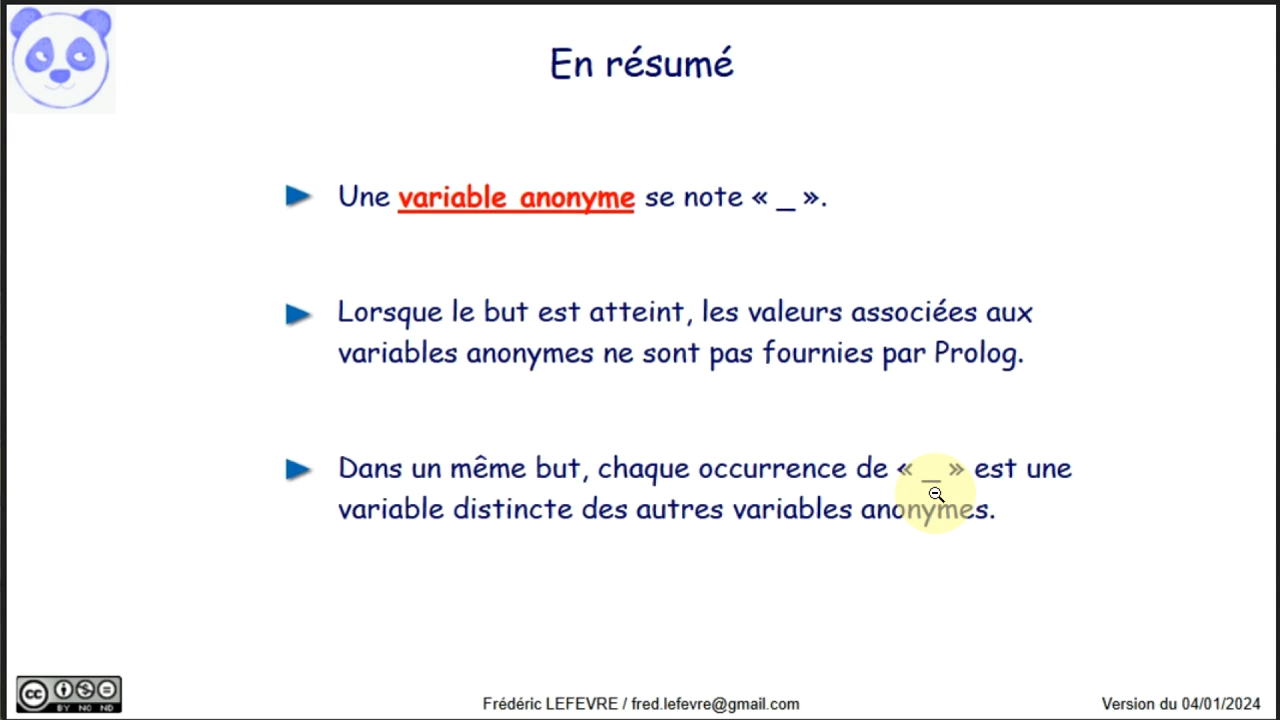 En résumé
Une variable anonyme se note « _ ».
Lorsque le but est atteint, les valeurs associées aux
variables anonymes ne sont pas fournies par Prolog.
Dans un même but, chaque occurrence de « _ » est une
variable distincte des autres variables anonymes.
cc
BY NC ND
Frédéric LEFEVRE / fred.lefevre@gmail.com
Version du 04/01/2024